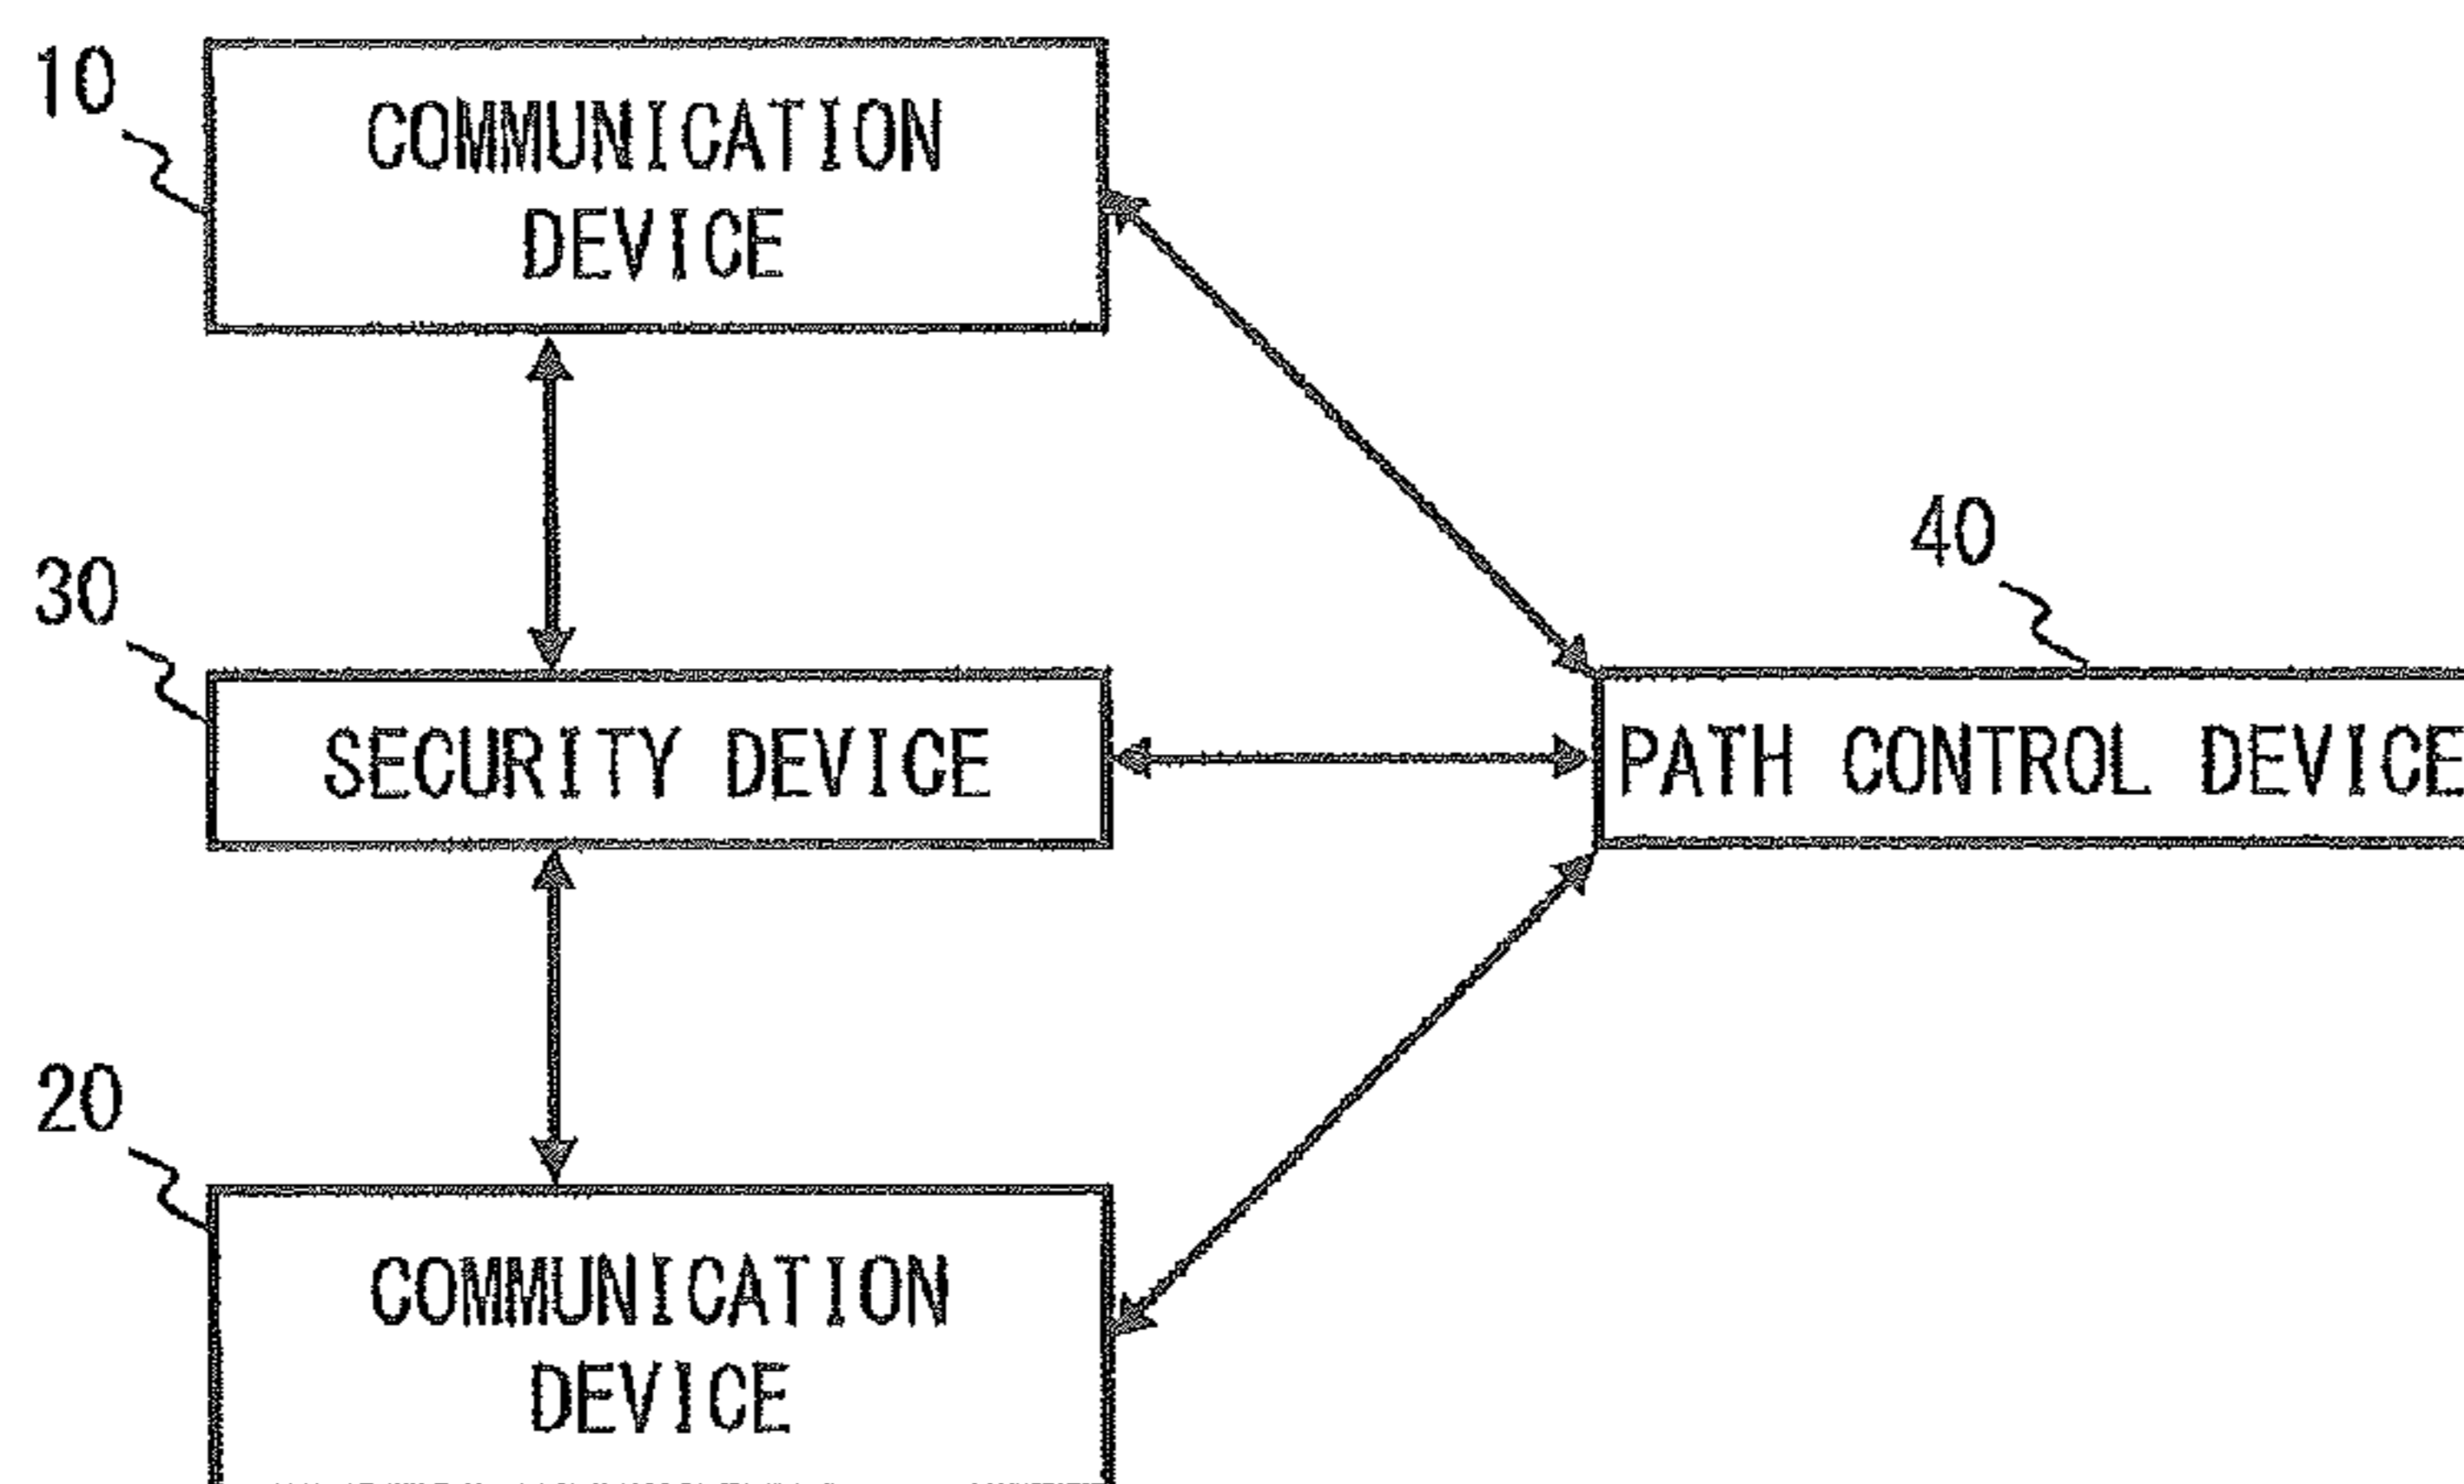 10
COMMUNICATION
DEVICE
40
30
SECURITY DEVICE
PATH CONTROL DEVICE
20
COMMUNICATION
DEVICE